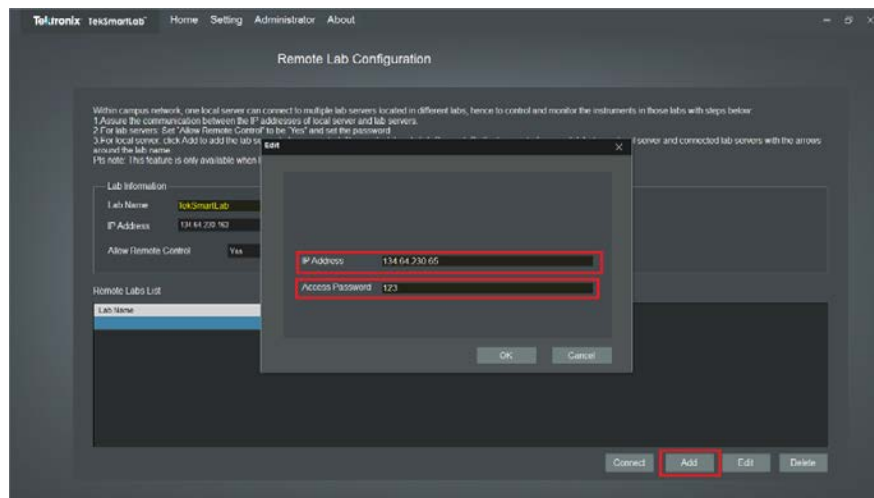 Tektronix TekSmartLab™ Home Setting Administrator About
Remote Lab Configuration
Within campus network, one local server can connect to multiple lab servers located in different labs, hence to control and monitor the instruments in those labs with steps below:
1.Assure the communication between the IP addresses of local server and lab servers.
2.For lab servers: Set "Allow Remote Control" to be "Yes" and set the password
3.For local server: click Add to add the lab se
server and connected lab servers with the arrows
around the lab name.
Pls note: This feature is only available when l
Edit
Lab Information
Lab Name TekSmartLab
IP Address 134.64.230.162
Allow Remote Control Yes
IP Address 134.64.230.65
Access Password 123
Remote Labs List
Lab Name
OK Cancel
Connect Add Edit Delete